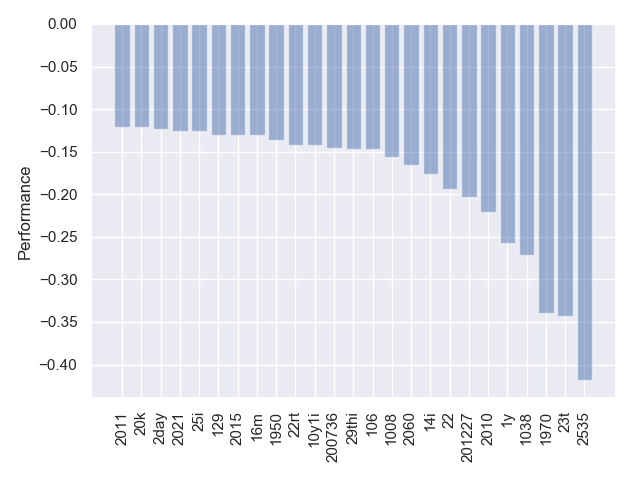 0.00
−0.05
−0.10
−0.15
−0.20
−0.25
−0.30
−0.35
−0.40
Performance
2011
20k
2day
2021
25i
129
2015
16m
1950
22rt
10y1i
200736
29thi
106
1008
2060
14i
22
201227
2010
1y
1038
1970
23t
2535